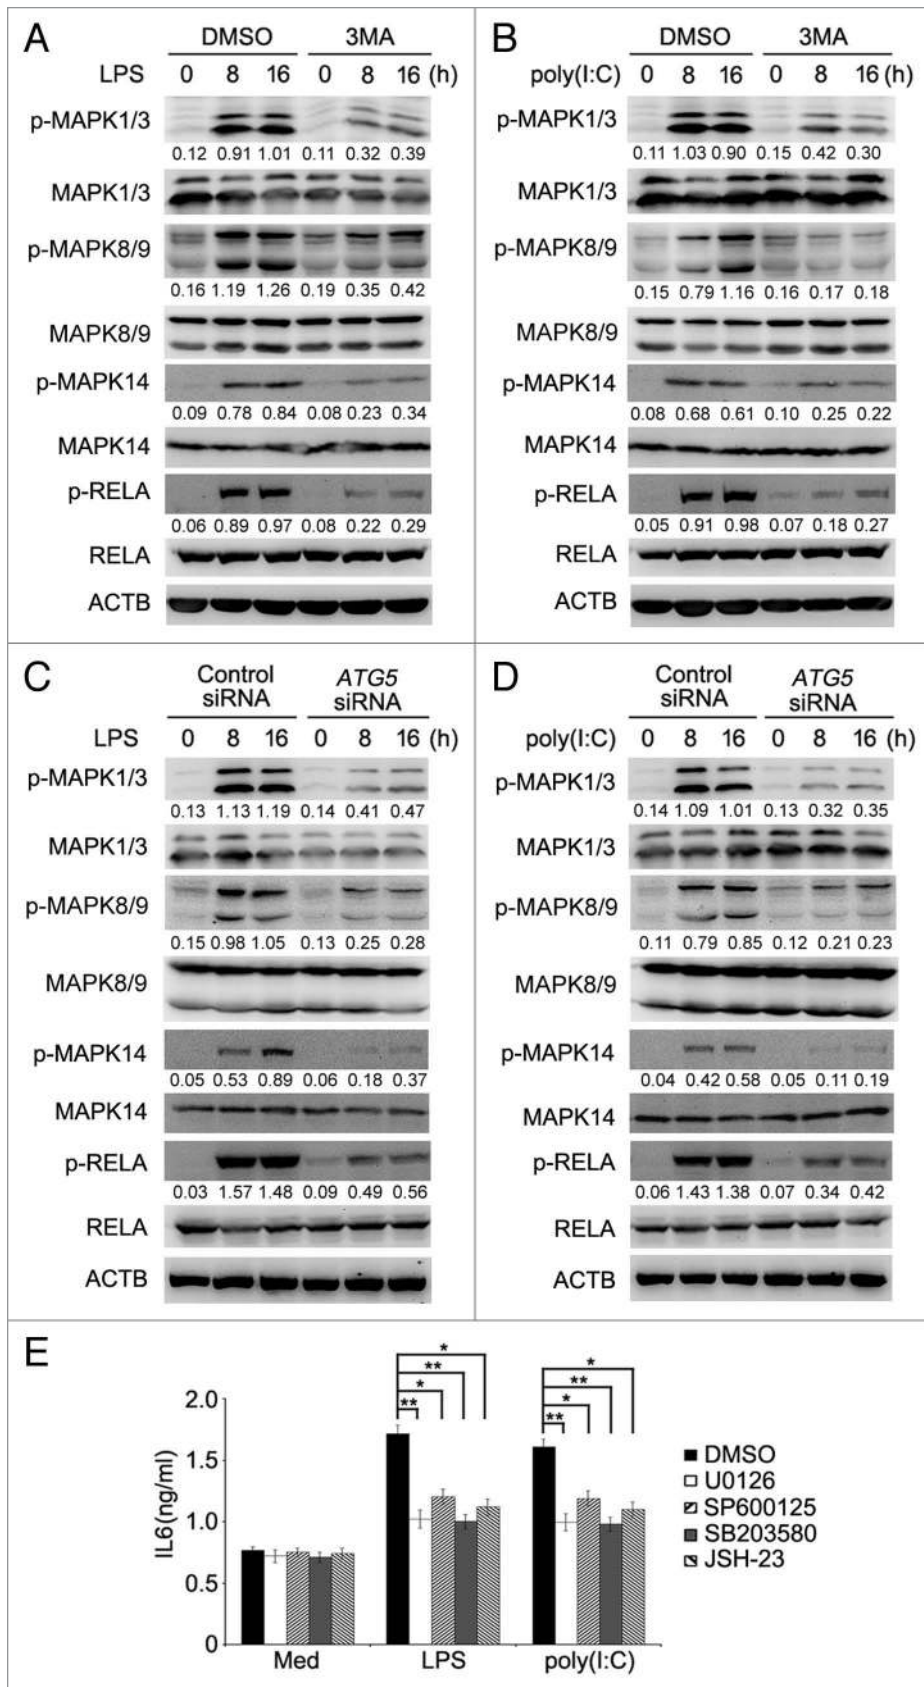 A
DMSO 3MA
LPS 0 8 16 0 8 16 (h)
p-MAPK1/3
0.12 0.91 1.01 0.11 0.32 0.39
MAPK1/3
p-MAPK8/9
0.16 1.19 1.26 0.19 0.35 0.42
MAPK8/9
p-MAPK14
0.09 0.78 0.84 0.08 0.23 0.34
MAPK14
p-RELA
0.06 0.89 0.97 0.08 0.22 0.29
RELA
ACTB
B
DMSO 3MA
poly(I:C) 0 8 16 0 8 16 (h)
p-MAPK1/3
0.11 1.03 0.90 0.15 0.42 0.30
MAPK1/3
p-MAPK8/9
0.15 0.79 1.16 0.16 0.17 0.18
MAPK8/9
p-MAPK14
0.08 0.68 0.61 0.10 0.25 0.22
MAPK14
p-RELA
0.05 0.91 0.98 0.07 0.18 0.27
RELA
ACTB
C
Control ATG5
siRNA siRNA
LPS 0 8 16 0 8 16 (h)
p-MAPK1/3
0.13 1.13 1.19 0.14 0.41 0.47
MAPK1/3
p-MAPK8/9
0.15 0.98 1.05 0.13 0.25 0.28
MAPK8/9
p-MAPK14
0.05 0.53 0.89 0.06 0.18 0.37
MAPK14
p-RELA
0.03 1.57 1.48 0.09 0.49 0.56
RELA
ACTB
D
Control ATG5
siRNA siRNA
poly(I:C) 0 8 16 0 8 16 (h)
p-MAPK1/3
0.14 1.09 1.01 0.13 0.32 0.35
MAPK1/3
p-MAPK8/9
0.11 0.79 0.85 0.12 0.21 0.23
MAPK8/9
p-MAPK14
0.04 0.42 0.58 0.05 0.11 0.19
MAPK14
p-RELA
0.06 1.43 1.38 0.07 0.34 0.42
RELA
ACTB
E
IL6(ng/ml)
2.0
1.5
1.0
0.5
0
* ** * **
* ** * **
Med LPS poly(I:C)
DMSO
U0126
SP600125
SB203580
JSH-23